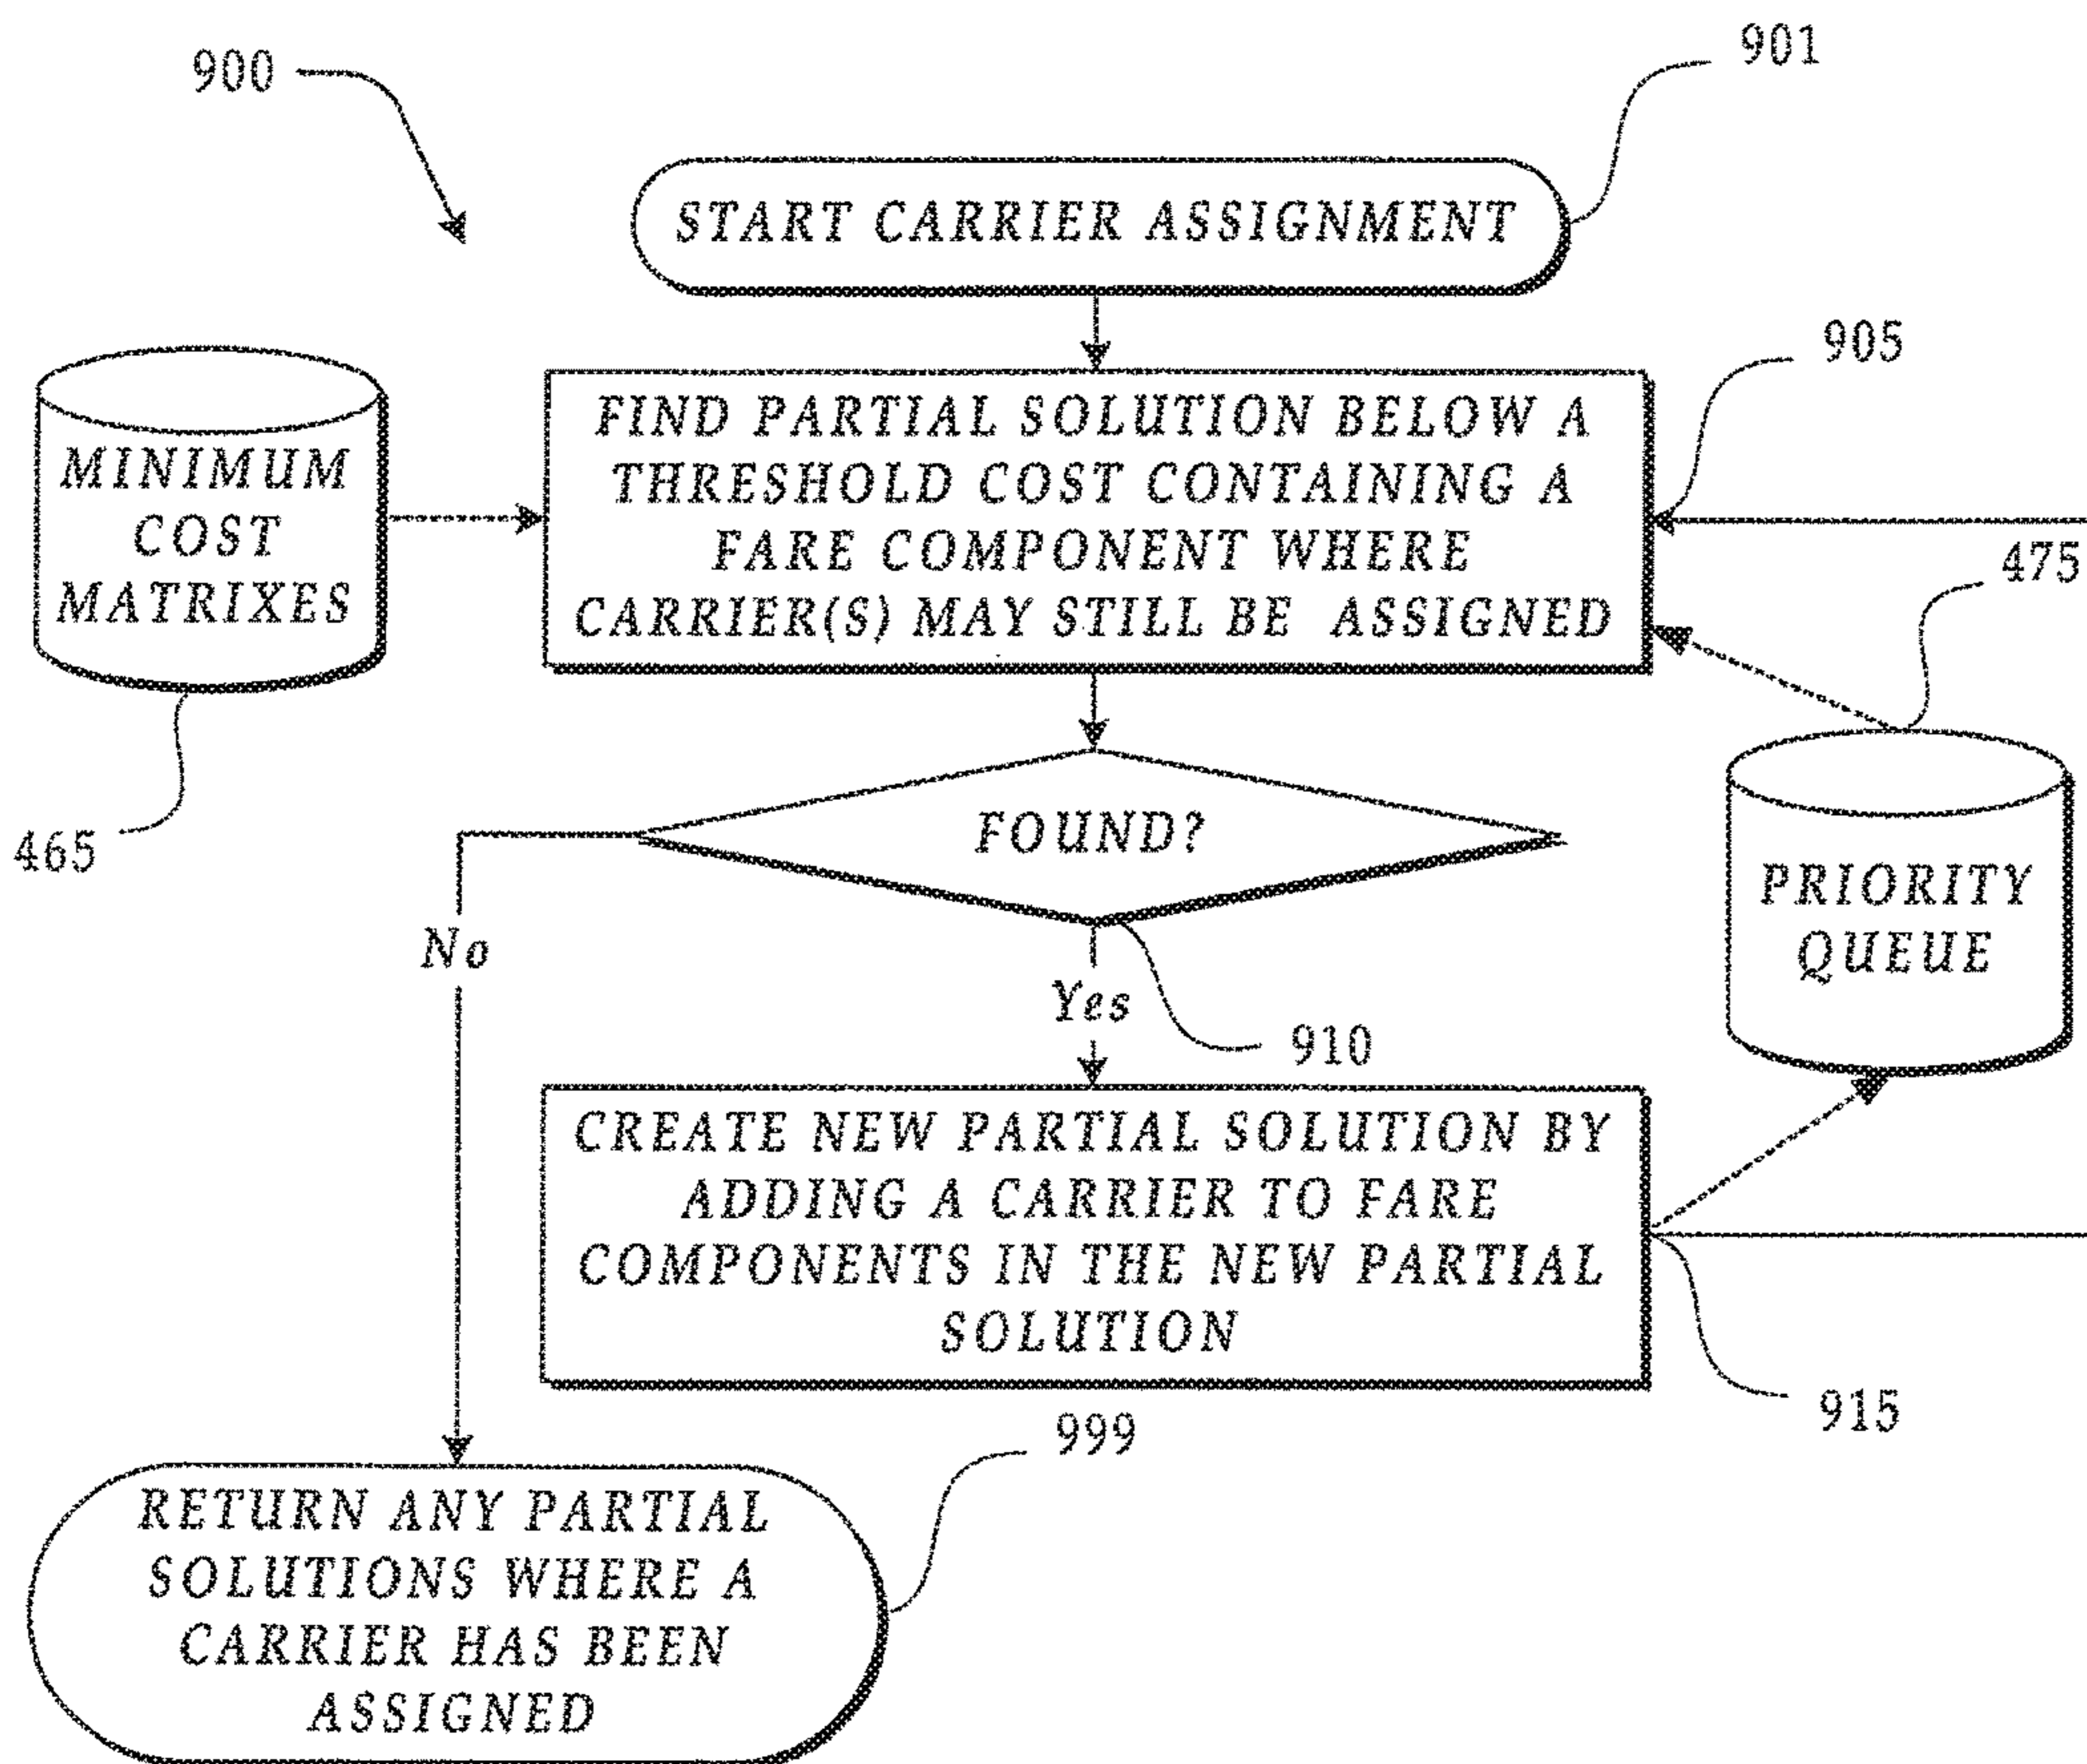 900
901
START CARRIER ASSIGNMENT
905
FIND PARTIAL SOLUTION BELOW A
THRESHOLD COST CONTAINING A
FARE COMPONENT WHERE
CARRIER(S) MAY STILL BE ASSIGNED
MINIMUM
COST
MATRIXES
465
475
FOUND?
PRIORITY
QUEUE
No
Yes
910
CREATE NEW PARTIAL SOLUTION BY
ADDING A CARRIER TO FARE
COMPONENTS IN THE NEW PARTIAL
SOLUTION
915
999
RETURN ANY PARTIAL
SOLUTIONS WHERE A
CARRIER HAS BEEN
ASSIGNED